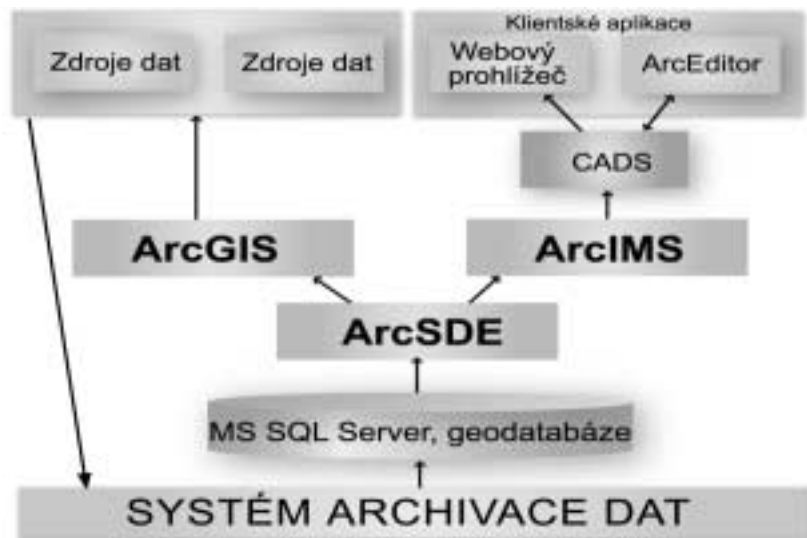 Klientské aplikace
Zdroje dat
Zdroje dat
Webový
prohlížeč
ArcEditor
CADS
ArcGIS
ArcIMS
ArcSDE
MS SQL Server, geodatabáze
SYSTÉM ARCHIVACE DAT